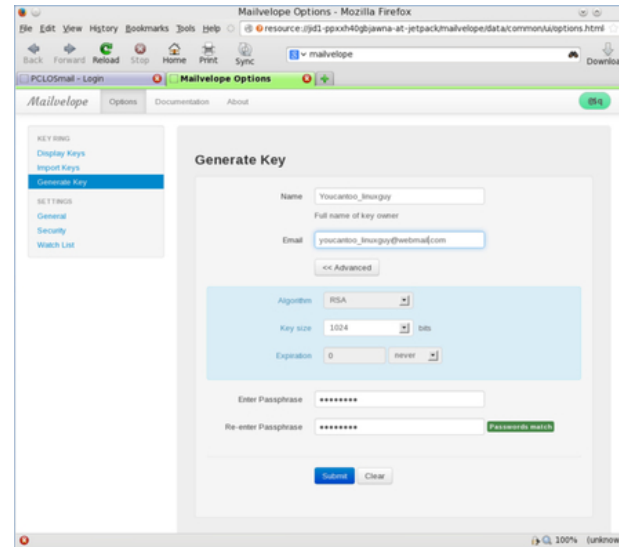 Mailvelope Options - Mozilla Firefox
File Edit View History Bookmarks Tools Help
resource://jid1-ppxxh40gbjawna-at-jetpack/mailvelope/data/common/ui/options.html
Back Forward Reload Stop Home Print Sync
mailvelope
Downloa
PCLOSmail - Login
Mailvelope Options
Mailvelope Options Documentation About
KEY RING
Display Keys
Import Keys
Generate Key
SETTINGS
General
Security
Watch List
Generate Key
Name Youcantoo_linuxguy
Full name of key owner
Email youcantoo_linuxguy@webmail.com
<< Advanced
Algorithm RSA
Key size 1024 bits
Expiration 0 never
Enter Passphrase ••••••••
Re-enter Passphrase •••••••• Passwords match
Submit Clear
100% (unknow